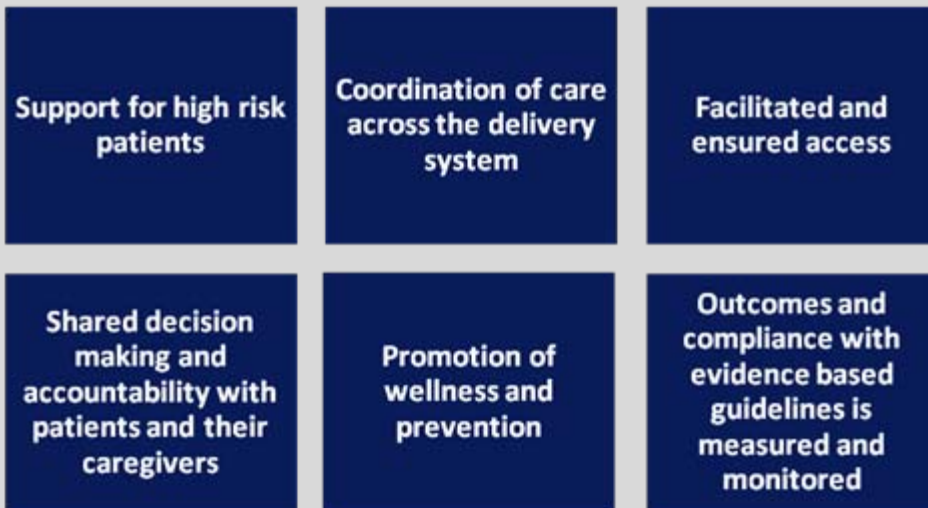 Support for high risk
patients
Coordination of care
across the delivery
system
Facilitated and
ensured access
Shared decision
making and
accountability with
patients and their
caregivers
Promotion of
wellness and
prevention
Outcomes and
compliance with
evidence based
guidelines is
measured and
monitored